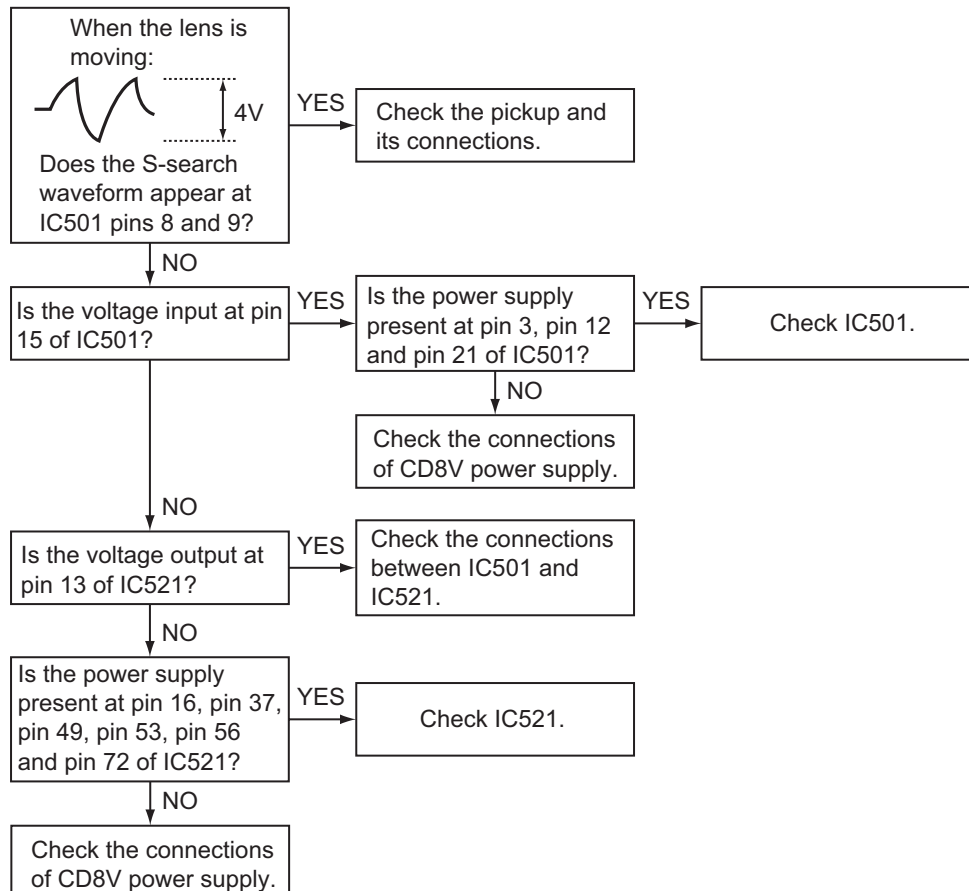 When the lens is
moving:
4V
Does the S-search
waveform appear at
IC501 pins 8 and 9?
YES
Check the pickup and
its connections.
NO
Is the voltage input at pin
15 of IC501?
YES
Is the power supply
present at pin 3, pin 12
and pin 21 of IC501?
YES
Check IC501.
NO
Check the connections
of CD8V power supply.
NO
Is the voltage output at
pin 13 of IC521?
YES
Check the connections
between IC501 and
IC521.
NO
Is the power supply
present at pin 16, pin 37,
pin 49, pin 53, pin 56
and pin 72 of IC521?
YES
Check IC521.
NO
Check the connections
of CD8V power supply.